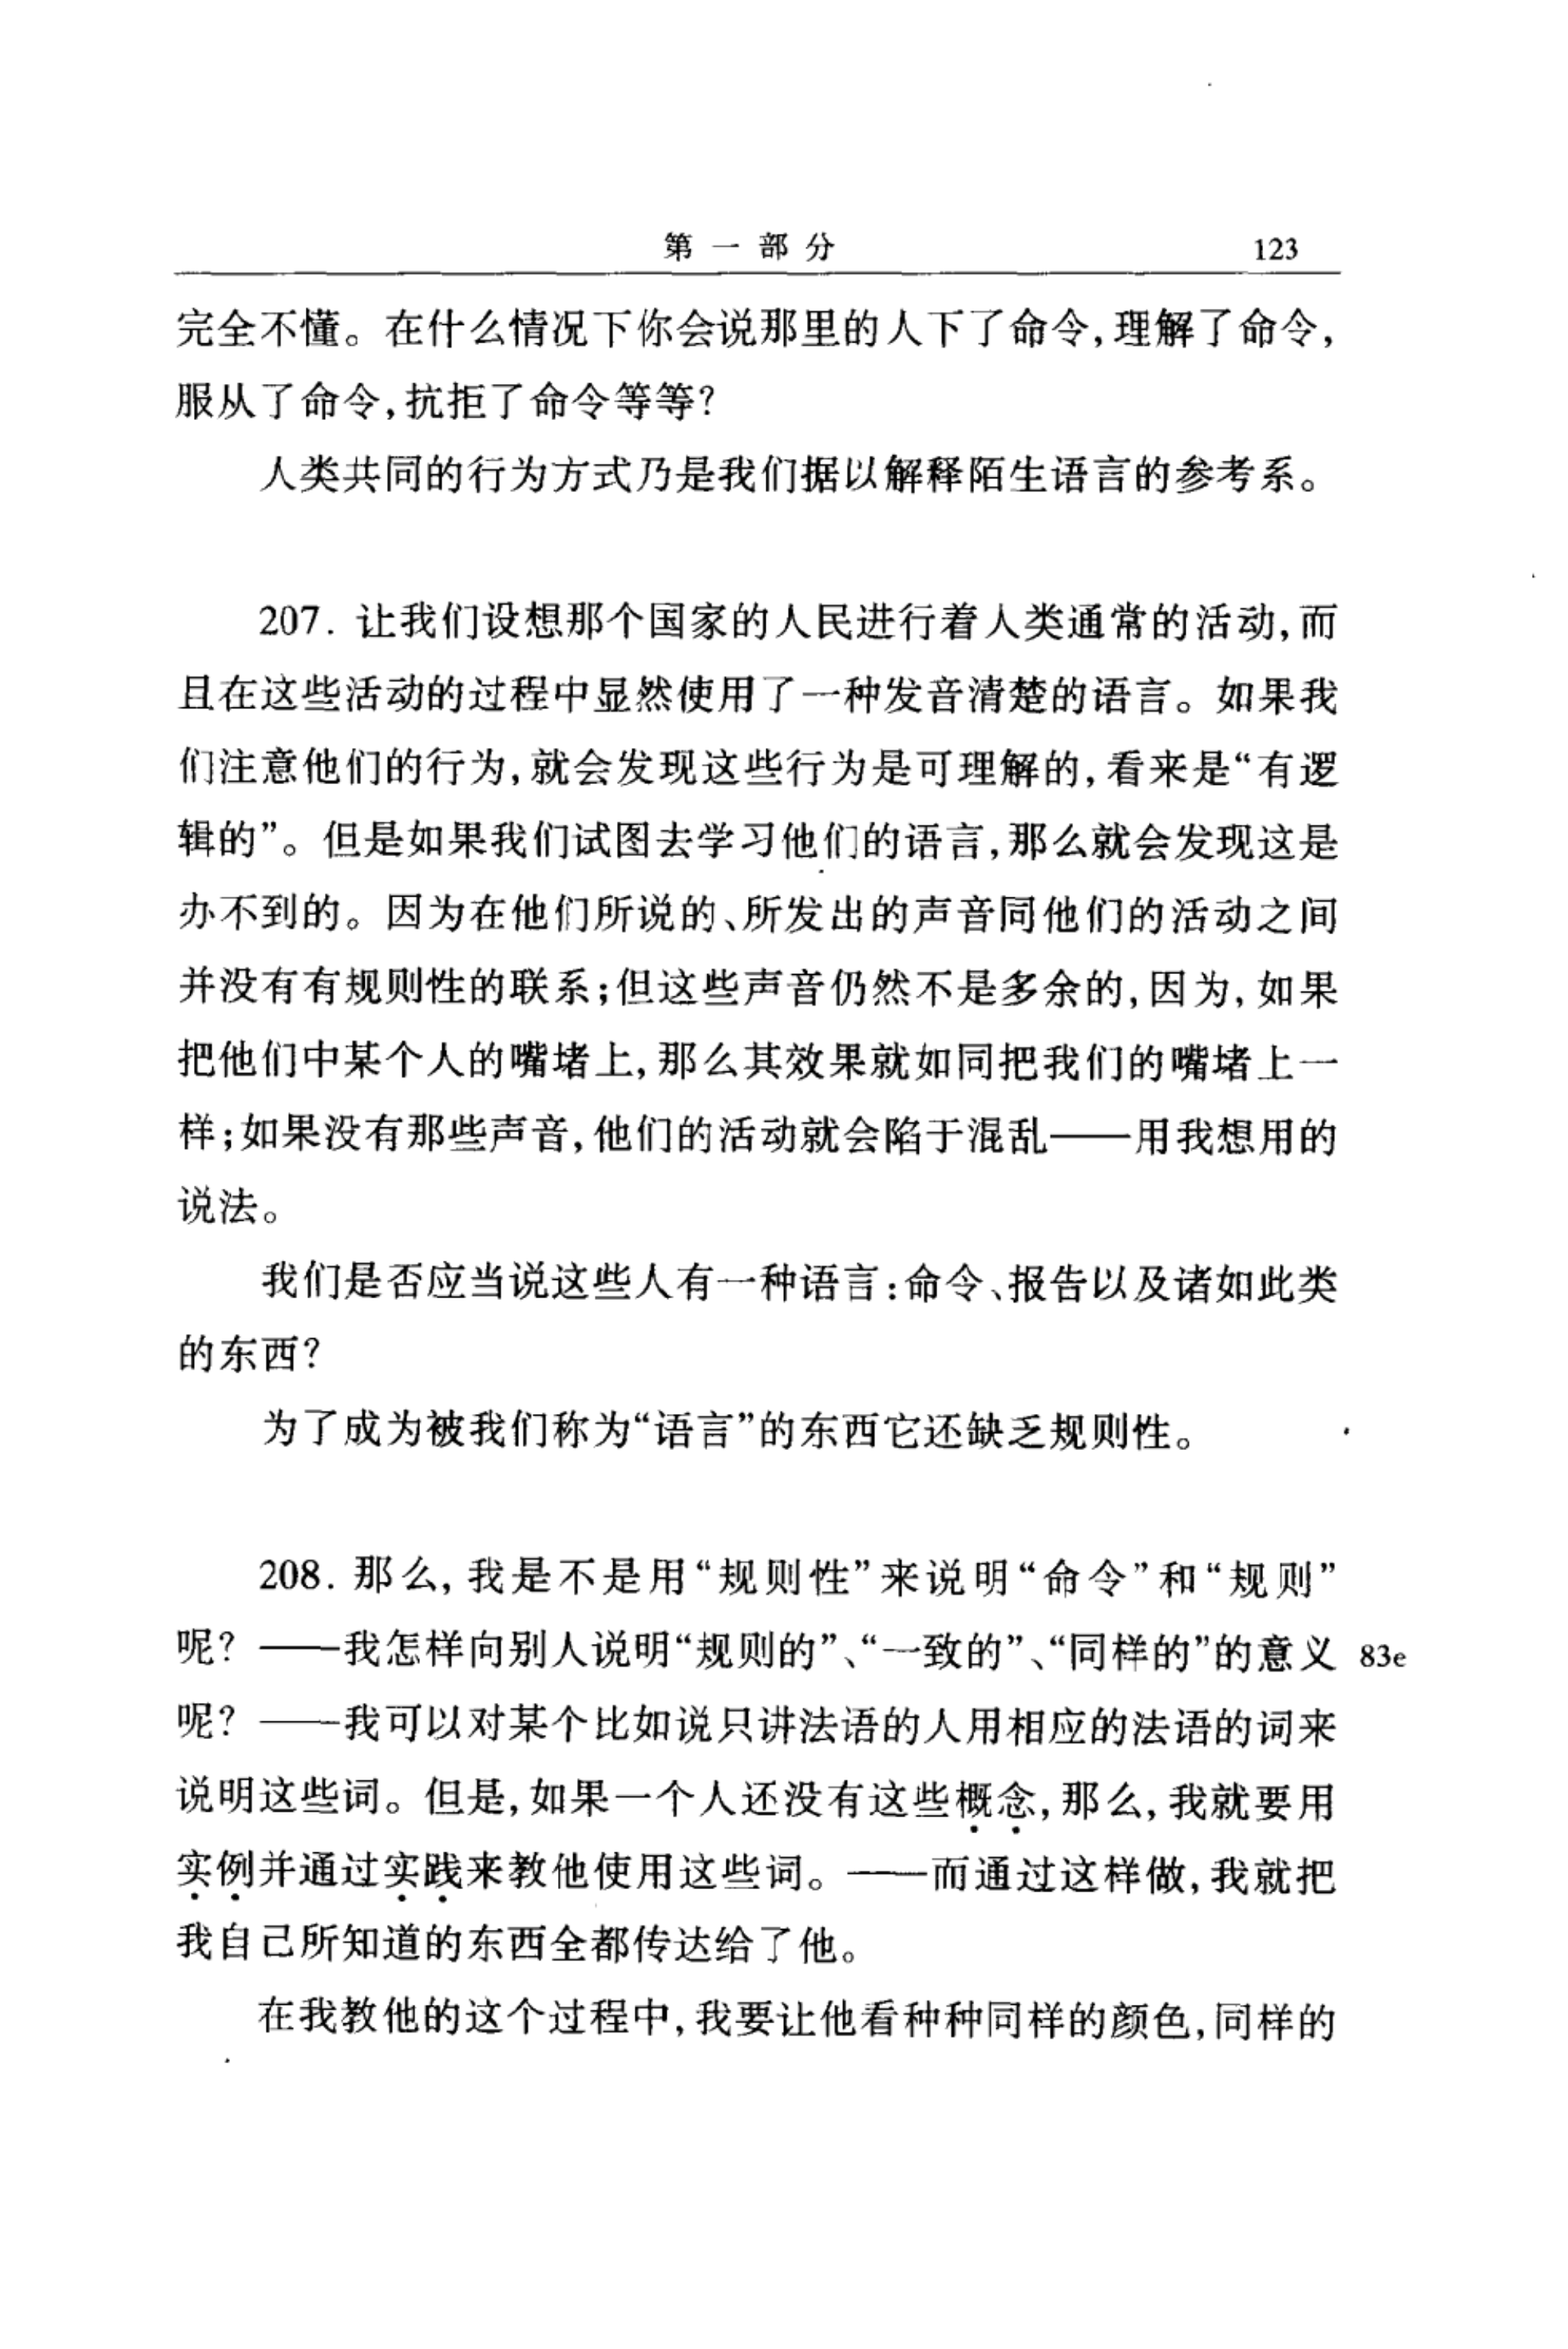 第一部分 123
完全不懂。在什么情况下你会说那里的人下了命令,理解了命令,
服从了命令,抗拒了命令等等?
人类共同的行为方式乃是我们据以解释陌生语言的参考系。
207. 让我们设想那个国家的人民进行着人类通常的活动,而
且在这些活动的过程中显然使用了一种发音清楚的语言。如果我
们注意他们的行为,就会发现这些行为是可理解的,看来是“有逻
辑的”。但是如果我们试图去学习他们的语言,那么就会发现这是
办不到的。因为在他们所说的、所发出的声音同他们的活动之间
并没有有规则性的联系;但这些声音仍然不是多余的,因为,如果
把他们中某个人的嘴堵上,那么其效果就如同把我们的嘴堵上一
样;如果没有那些声音,他们的活动就会陷于混乱——用我想用的
说法。
我们是否应当说这些人有一种语言:命令、报告以及诸如此类
的东西?
为了成为被我们称为“语言”的东西它还缺乏规则性。
208. 那么,我是不是用“规则性”来说明“命令”和“规则”
呢? ——我怎样向别人说明“规则的”、“一致的”、“同样的”的意义 83e
呢? ——我可以对某个比如说只讲法语的人用相应的法语的词来
说明这些词。但是,如果一个人还没有这些概念,那么,我就要用
实例并通过实践来教他使用这些词。——而通过这样做,我就把
我自己所知道的东西全都传达给了他。
在我教他的这个过程中,我要让他看种种同样的颜色,同样的